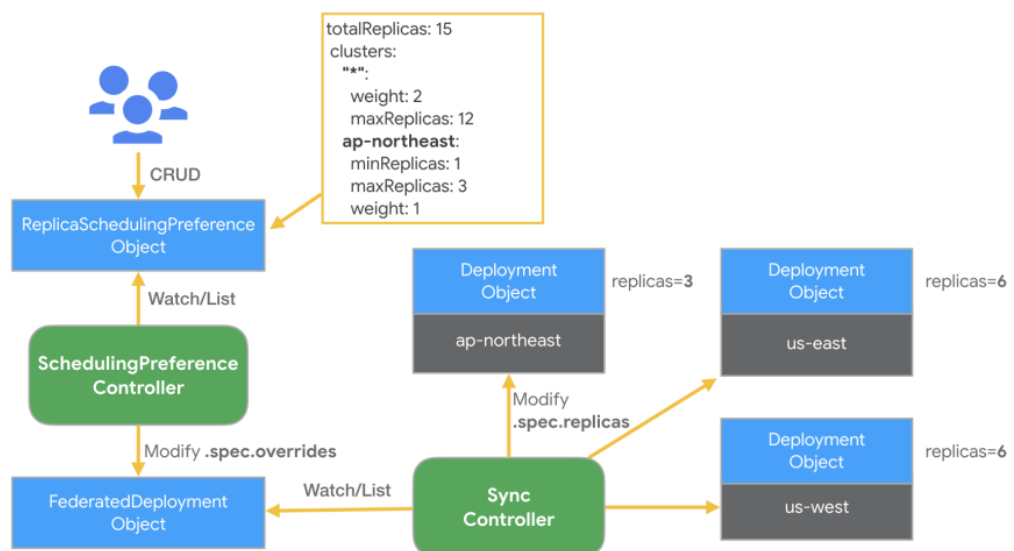 totalReplicas: 15
clusters:
"*":
weight: 2
maxReplicas: 12
ap-northeast:
minReplicas: 1
maxReplicas: 3
weight: 1
CRUD
ReplicaSchedulingPreference
Object
Watch/List
SchedulingPreference
Controller
Modify .spec.overrides
FederatedDeployment
Object
Watch/List
Sync
Controller
Modify
.spec.replicas
Deployment
Object
replicas=3
ap-northeast
Deployment
Object
replicas=6
us-east
Deployment
Object
replicas=6
us-west